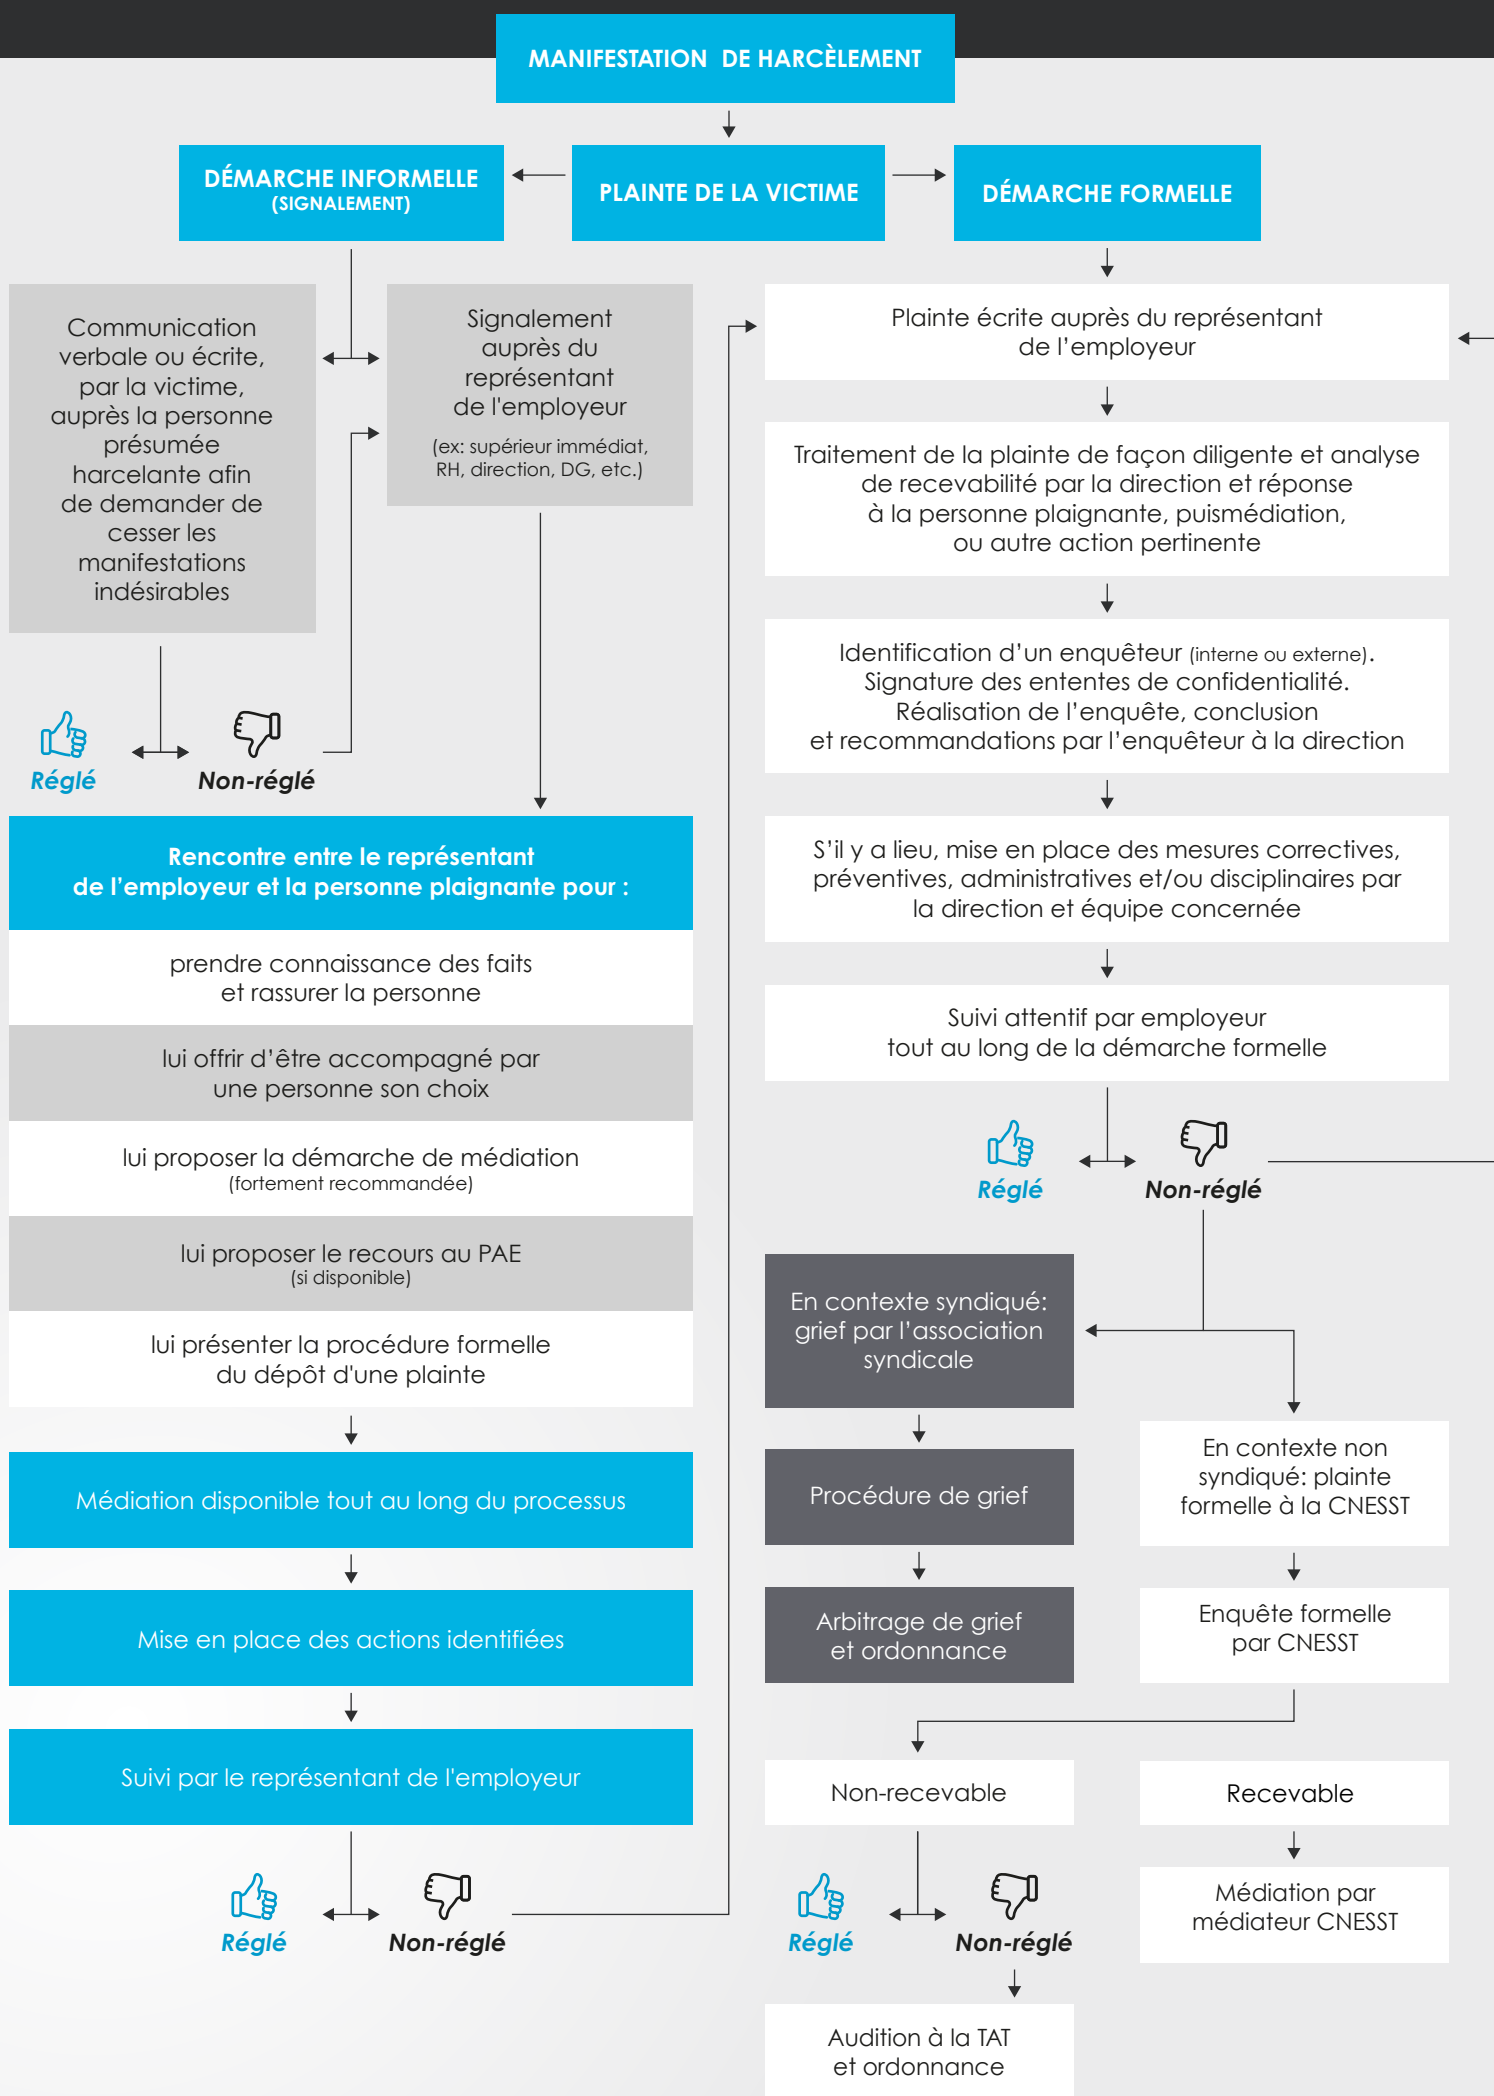 MANIFESTATION DE HARCÈLEMENT
DÉMARCHE INFORMELLE
(SIGNALEMENT)
PLAINTE DE LA VICTIME
DÉMARCHE FORMELLE
Communication
verbale ou écrite,
par la victime,
auprès la personne
présumée
harcelante afin
de demander de
cesser les
manifestations
indésirables
Signalement
auprès du
représentant
de l'employeur
(ex: supérieur immédiat,
RH, direction, DG, etc.)
Réglé
Non-réglé
Rencontre entre le représentant
de l’employeur et la personne plaignante pour :
prendre connaissance des faits
et rassurer la personne
lui offrir d’être accompagné par
une personne son choix
lui proposer la démarche de médiation
(fortement recommandée)
lui proposer le recours au PAE
(si disponible)
lui présenter la procédure formelle
du dépôt d'une plainte
Médiation disponible tout au long du processus
Mise en place des actions identifiées
Suivi par le représentant de l'employeur
Réglé
Non-réglé
Plainte écrite auprès du représentant
de l’employeur
Traitement de la plainte de façon diligente et analyse
de recevabilité par la direction et réponse
à la personne plaignante, puismédiation,
ou autre action pertinente
Identification d’un enquêteur (interne ou externe).
Signature des ententes de confidentialité.
Réalisation de l’enquête, conclusion
et recommandations par l’enquêteur à la direction
S’il y a lieu, mise en place des mesures correctives,
préventives, administratives et/ou disciplinaires par
la direction et équipe concernée
Suivi attentif par employeur
tout au long de la démarche formelle
Réglé
Non-réglé
En contexte syndiqué:
grief par l’association
syndicale
Procédure de grief
Arbitrage de grief
et ordonnance
En contexte non
syndiqué: plainte
formelle à la CNESST
Enquête formelle
par CNESST
Non-recevable
Recevable
Réglé
Non-réglé
Médiation par
médiateur CNESST
Audition à la TAT
et ordonnance